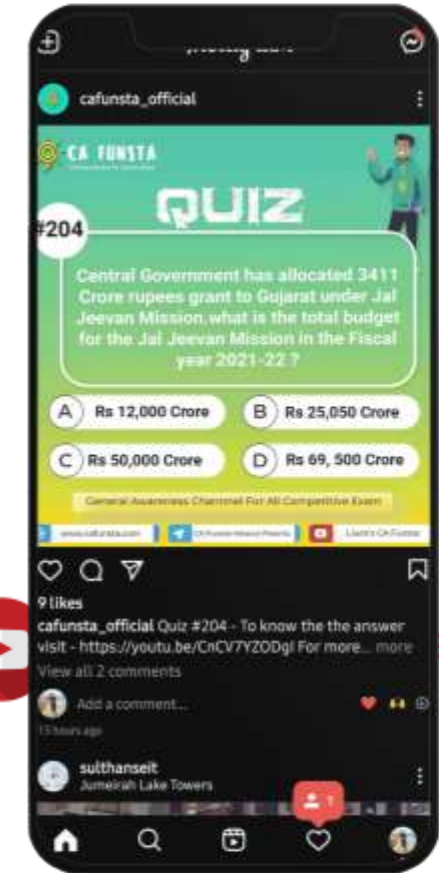 cafunsta_official
CA FUNSTA
QUIZ
#204
Central Government has allocated 3411
Crore rupees grant to Gujarat under Jal
Jeevan Mission,what is the total budget
for the Jal Jeevan Mission in the Fiscal
year 2021-22 ?
A Rs 12,000 Crore
B Rs 25,050 Crore
C Rs 50,000 Crore
D Rs 69, 500 Crore
General Awareness Channel For All Competitive Exam
www.cafunsta.com
9 likes
cafunsta_official Quiz #204 - To know the the answer
visit - https://youtu.be/CnCV7YZODgI For more... more
View all 2 comments
Add a comment...
13 hours ago
sulthanseit
Jumeirah Lake Towers
1